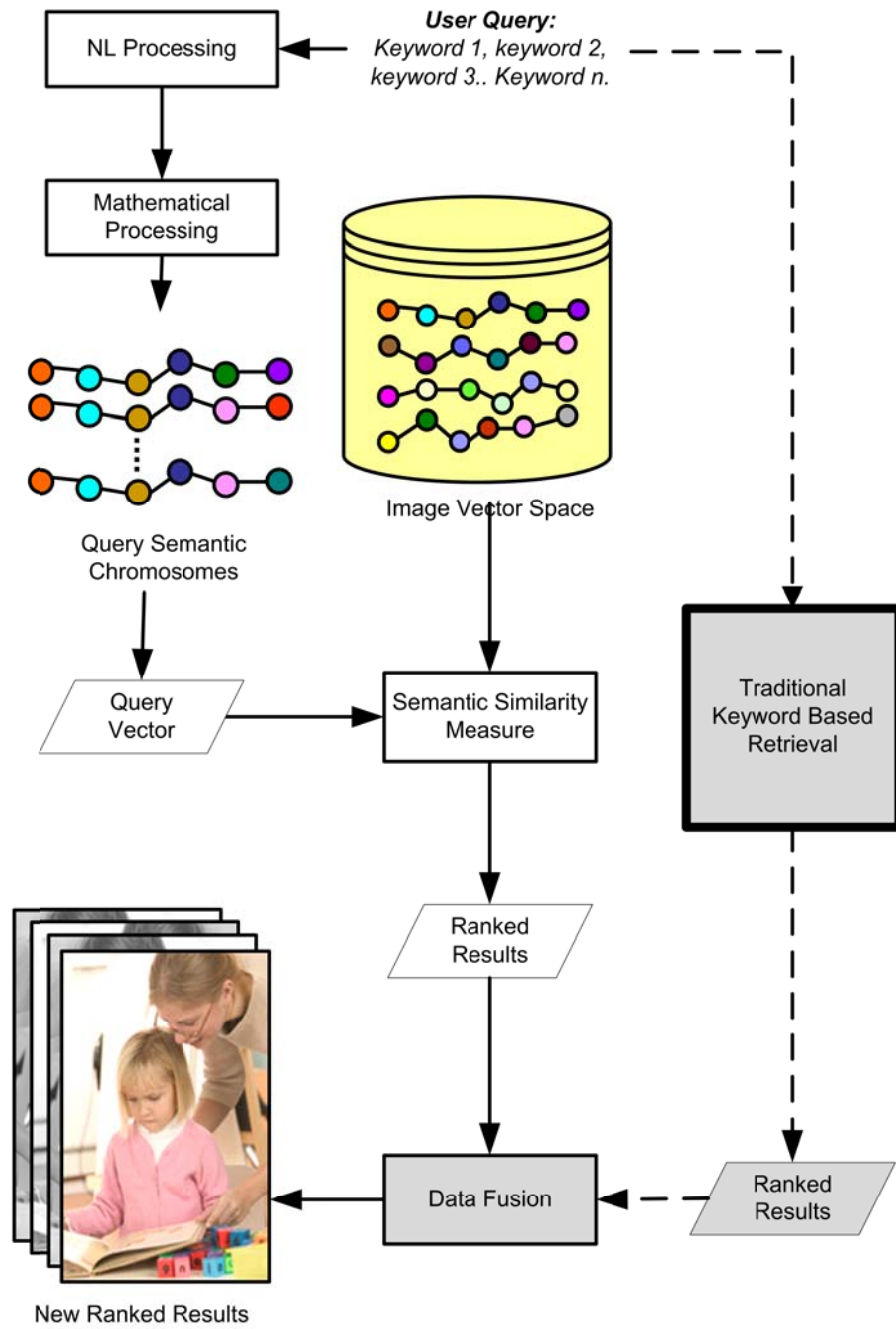 User Query:
Keyword 1, keyword 2,
keyword 3.. Keyword n.
NL Processing
Mathematical
Processing
Query Semantic
Chromosomes
Image Vector Space
Query
Vector
Semantic Similarity
Measure
Traditional
Keyword Based
Retrieval
Ranked
Results
Data Fusion
Ranked
Results
New Ranked Results